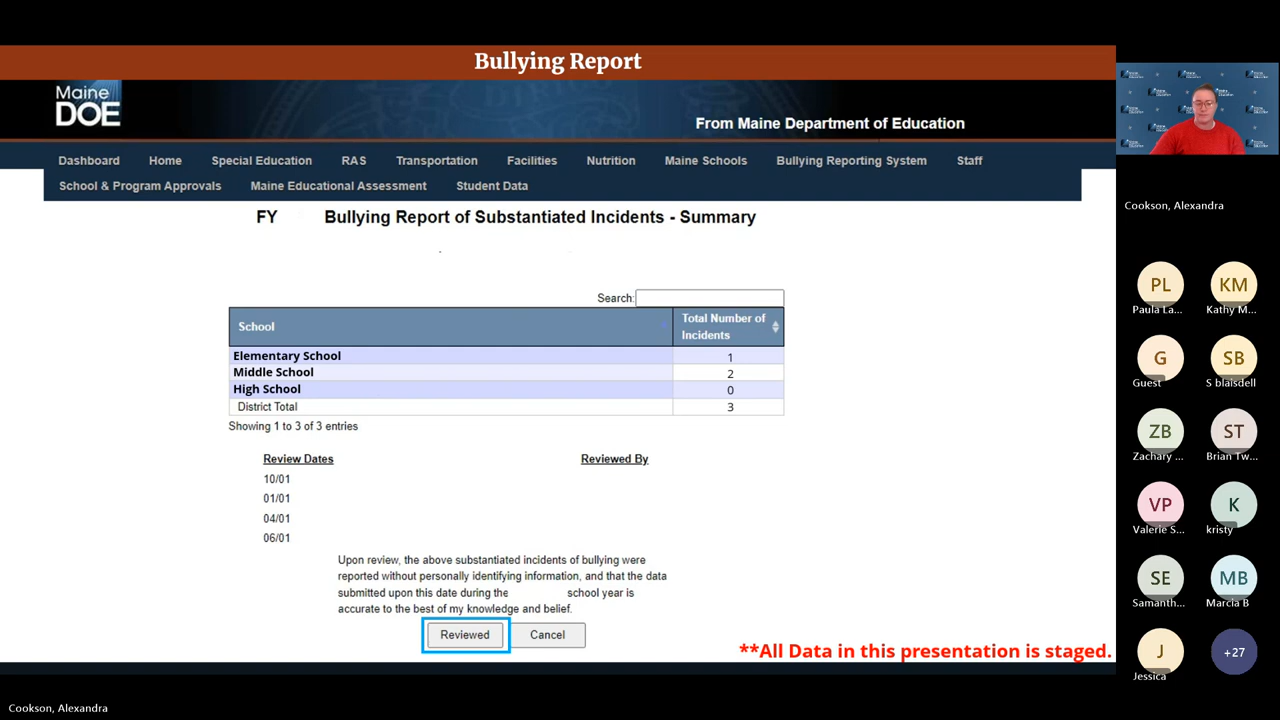 Bullying Report
Maine
DOE
From Maine Department of Education
Dashboard Home Special Education RAS Transportation Facilities Nutrition Maine Schools Bullying Reporting System Staff
School & Program Approvals Maine Educational Assessment Student Data
FY Bullying Report of Substantiated Incidents - Summary
Search:
School Total Number of
Incidents
Elementary School 1
Middle School 2
High School 0
District Total 3
Showing 1 to 3 of 3 entries
Review Dates Reviewed By
10/01
01/01
04/01
06/01
Upon review, the above substantiated incidents of bullying were
reported without personally identifying information, and that the data
submitted upon this date during the school year is
accurate to the best of my knowledge and belief.
Reviewed Cancel
**All Data in this presentation is staged.
Cookson, Alexandra
PL KM
Paula La... Kathy M...
G SB
Guest S blaisdell
ZB ST
Zachary ... Brian Tw...
VP K
Valerie S... kristy
SE MB
Samanth... Marcia B
J +27
Jessica
Cookson, Alexandra